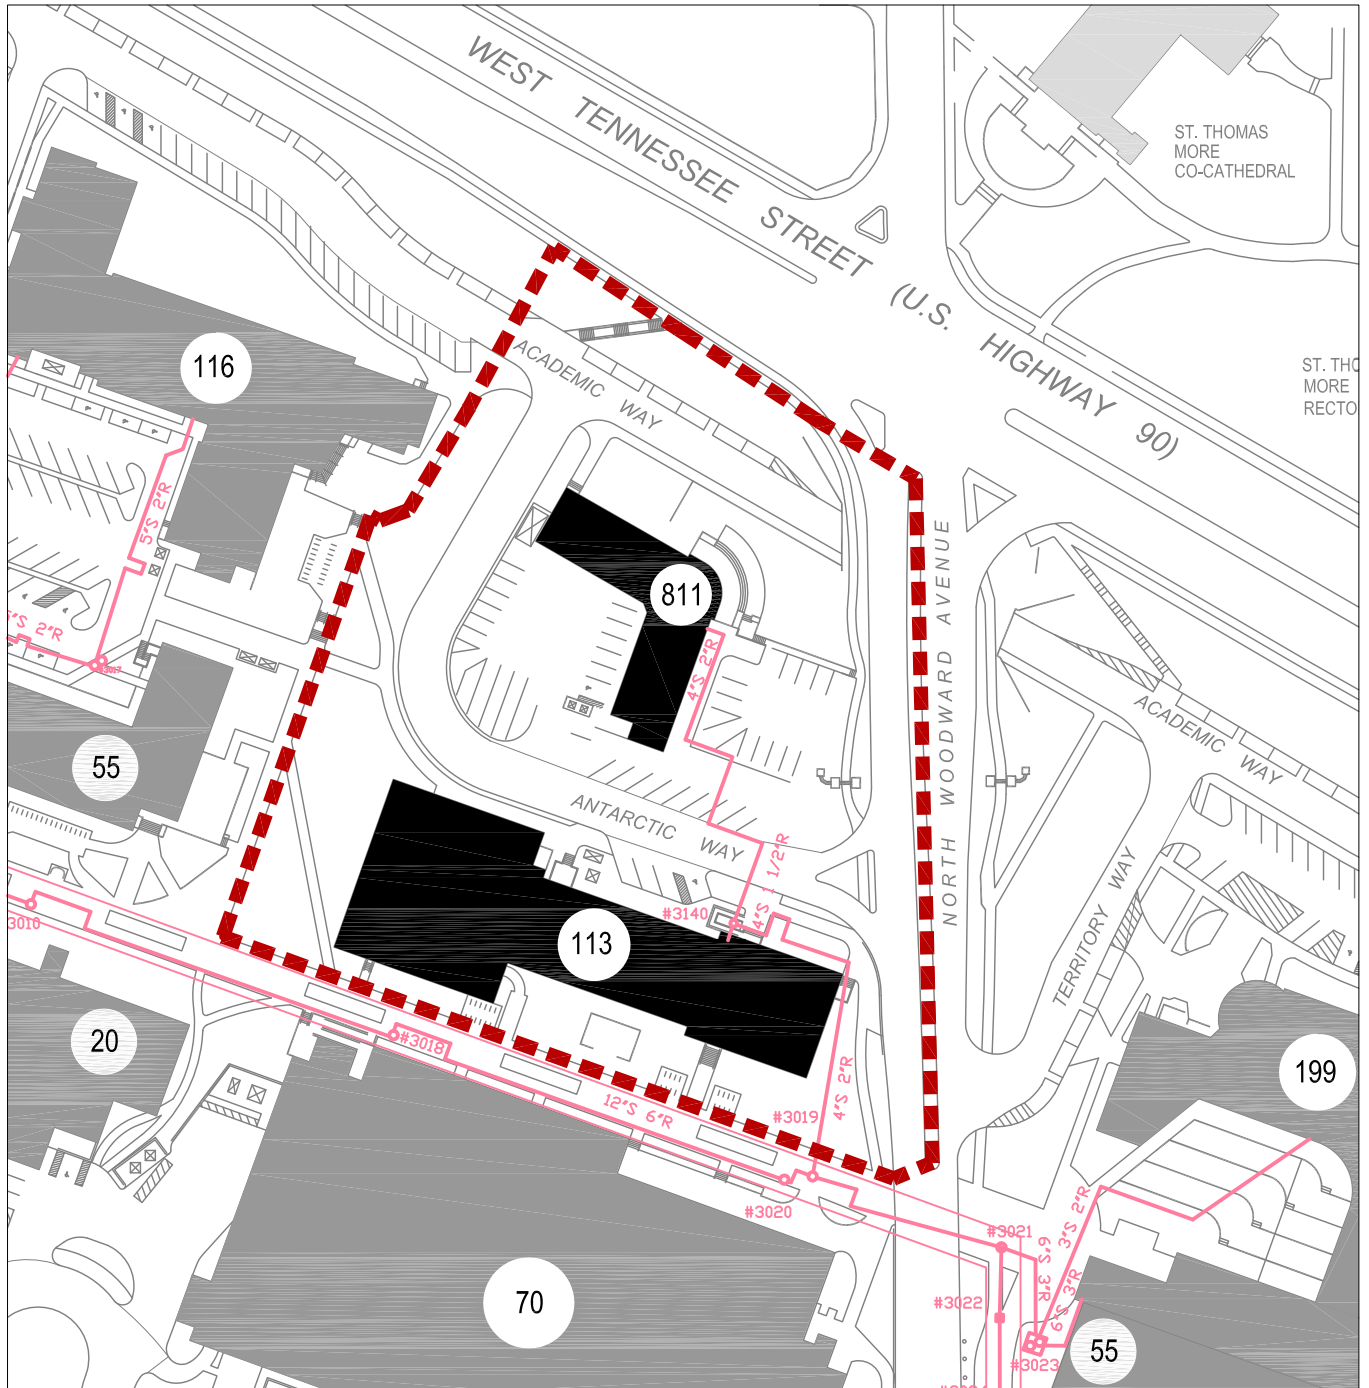 WEST TENNESSEE STREET (U.S. HIGHWAY 90)
ST. THOMAS
MORE
CO-CATHEDRAL
ST. THO
MORE
RECTO
116
ACADEMIC WAY
5"S 2"R
"S 2"R
811
4"S 2"R
NORTH WOODWARD AVENUE
ACADEMIC WAY
55
ANTARCTIC WAY
4"S 1 1/2"R
TERRITORY WAY
#3140
3010
113
20
#3018
12"S 6"R
#3019
4"S 2"R
199
#3020
#3021
3"S 2"R
6"S 3"R
6"S 3"R
70
#3022
#3023
55